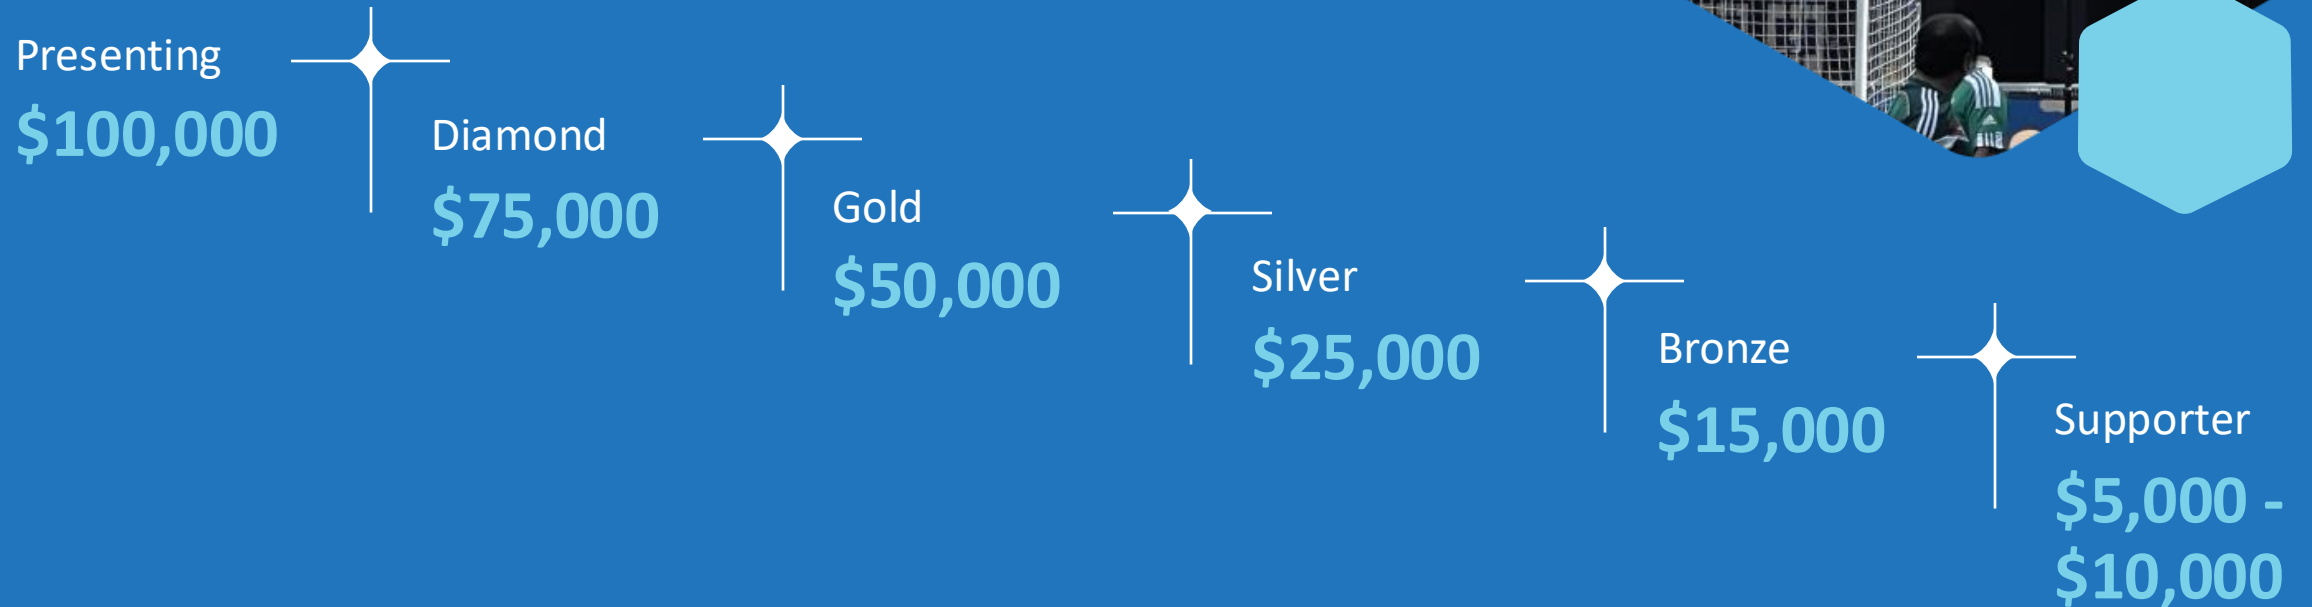 Presenting
$100,000
Diamond
$75,000
Gold
$50,000
Silver
$25,000
Bronze
$15,000
Supporter
$5,000 -
$10,000